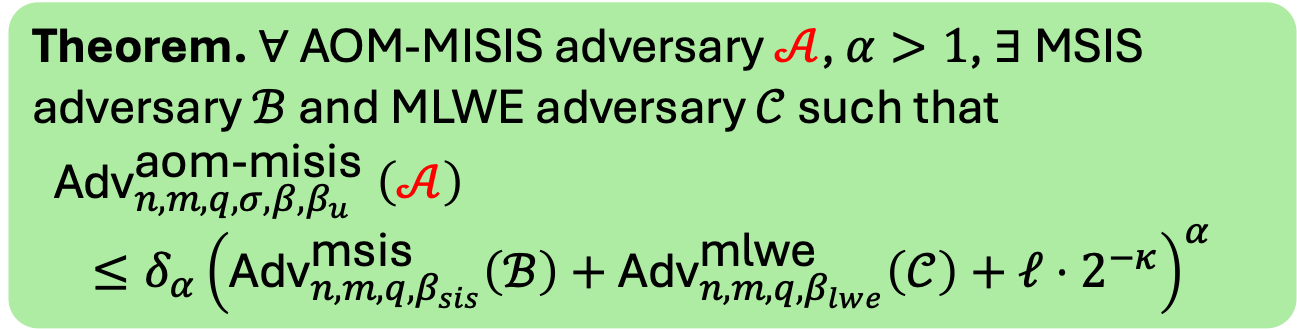 Theorem. ∀ AOM-MISIS adversary 𝒜, α > 1, ∃ MSIS
adversary ℬ and MLWE adversary 𝒞 such that
Adv^{aom-misis}_{n,m,q,σ,β,β_u} (𝒜)
≤ δ_α (Adv^{msis}_{n,m,q,β_{sis}} (ℬ) + Adv^{mlwe}_{n,m,q,β_{lwe}} (𝒞) + ℓ · 2^{−κ})^α